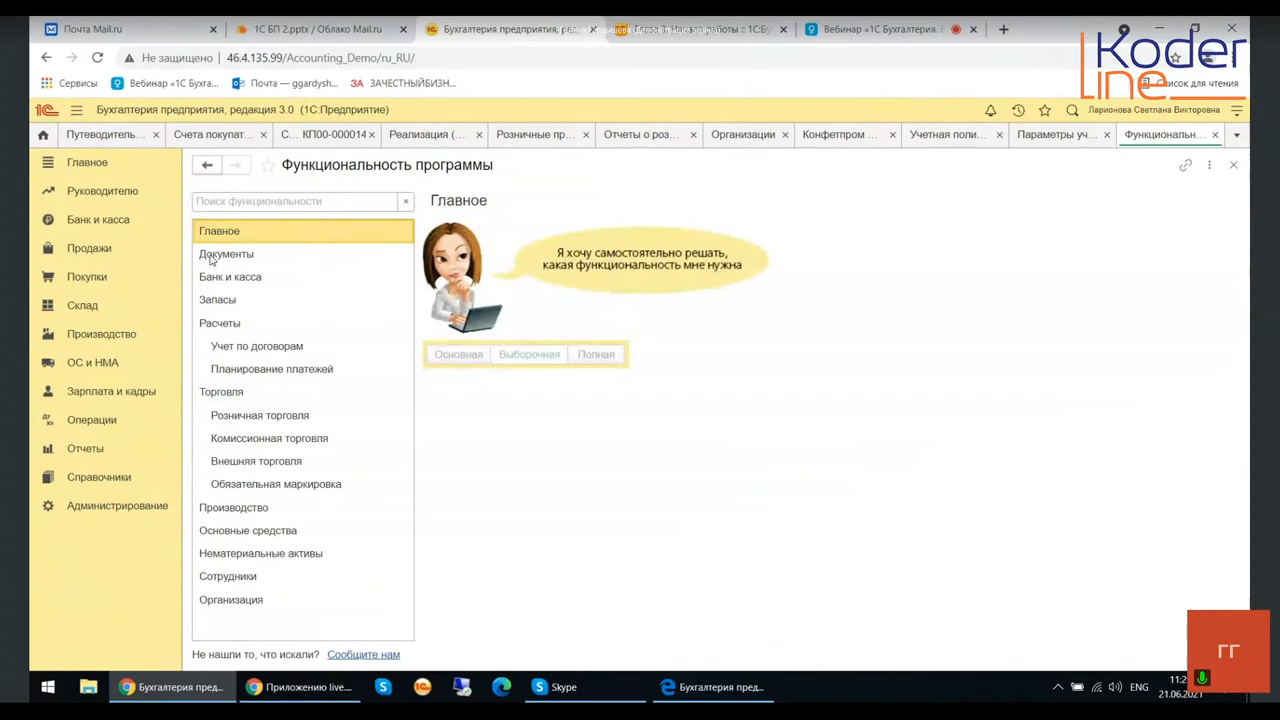 Почта Mail.ru
1С БП 2.pptx / Облако Mail.ru
Бухгалтерия предприятия, р
Вебинар «1С Бухгалтерия.
Koder
Line
Не защищено
46.4.135.99/Accounting_Demo/ru_RU/
Сервисы
Вебинар «1С Бухга...
Почта — ggardysh...
ЗАЧЕСТНЫЙБИЗНЕ...
Список для чтения
Бухгалтерия предприятия, редакция 3.0 (1С:Предприятие)
Ларионова Светлана Викторовна
Путеводитель...
Счета покупат...
С... КП00-000014
Реализация (...
Розничные пр...
Отчеты о роз...
Организации
Конфетпром ...
Учетная поли...
Параметры уч...
Функциональн...
Главное
Руководителю
Банк и касса
Продажи
Покупки
Склад
Производство
ОС и НМА
Зарплата и кадры
Операции
Отчеты
Справочники
Администрирование
Функциональность программы
Поиск функциональности
Главное
Документы
Банк и касса
Запасы
Расчеты
Учет по договорам
Планирование платежей
Торговля
Розничная торговля
Комиссионная торговля
Внешняя торговля
Обязательная маркировка
Производство
Основные средства
Нематериальные активы
Сотрудники
Организация
Не нашли то, что искали? Сообщите нам
Главное
Я хочу самостоятельно решать,
какая функциональность мне нужна
Основная
Выборочная
Полная
ГГ
Бухгалтерия пред...
Приложению live....
Skype
Бухгалтерия пред...
ENG